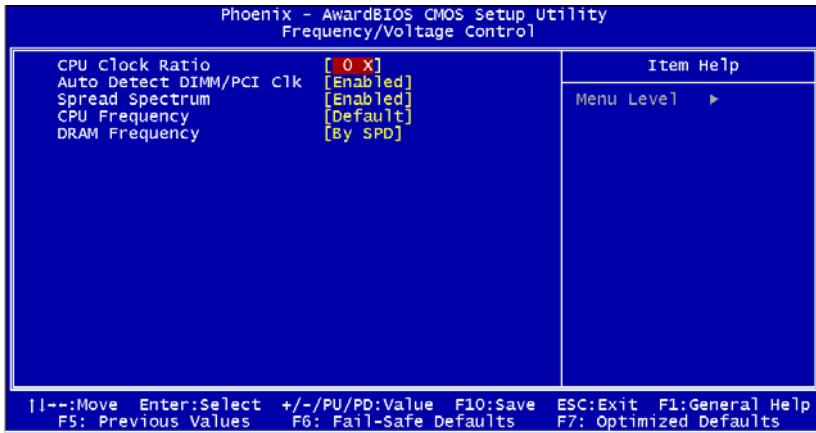 Phoenix - AwardBIOS CMOS Setup Utility
Frequency/Voltage Control
CPU Clock Ratio [ 0 X]
Auto Detect DIMM/PCI Clk [Enabled]
Spread Spectrum [Enabled]
CPU Frequency [Default]
DRAM Frequency [By SPD]
Item Help
Menu Level ►
↑↓→←:Move Enter:Select +/-/PU/PD:Value F10:Save ESC:Exit F1:General Help
F5: Previous Values F6: Fail-Safe Defaults F7: Optimized Defaults